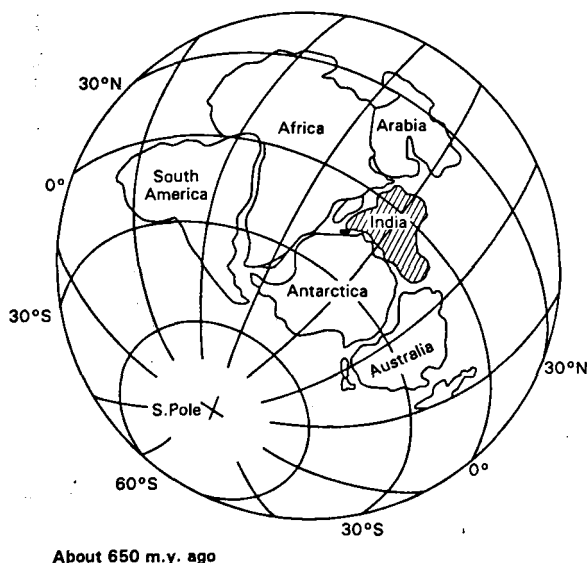 30°N
Africa
Arabia
South
America
0°
India
Antarctica
30°S
Australia
30°N
S.Pole
0°
60°S
30°S
About 650 m.y. ago